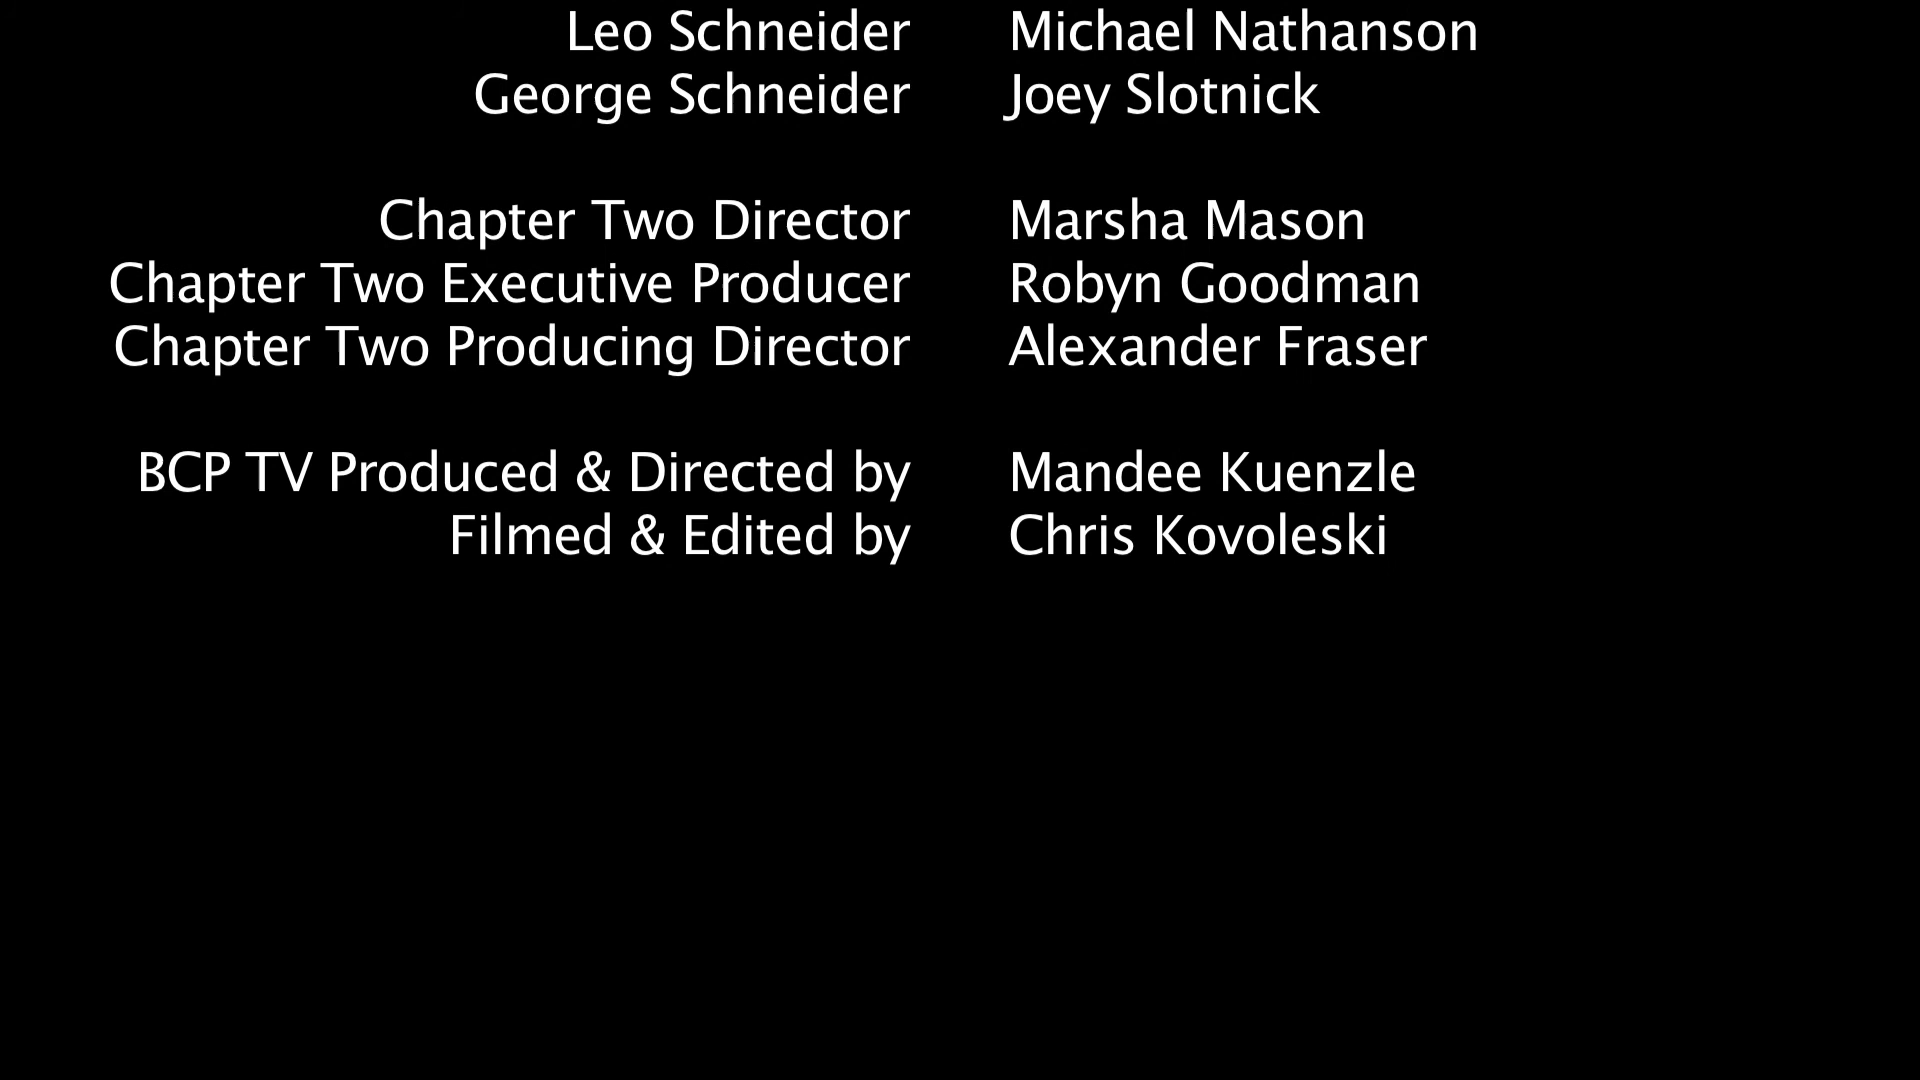 Leo Schneider Michael Nathanson
George Schneider Joey Slotnick
Chapter Two Director Marsha Mason
Chapter Two Executive Producer Robyn Goodman
Chapter Two Producing Director Alexander Fraser
BCP TV Produced & Directed by Mandee Kuenzle
Filmed & Edited by Chris Kovoleski